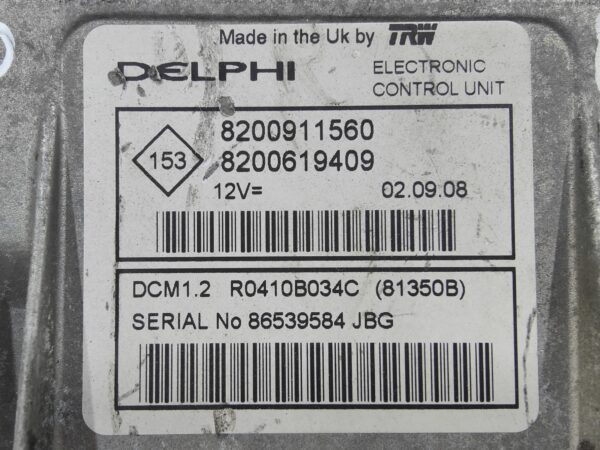 Made in the Uk by TRW
DELPHI
ELECTRONIC
CONTROL UNIT
153
8200911560
8200619409
12V=
02.09.08
DCM1.2 R0410B034C (81350B)
SERIAL No 86539584 JBG